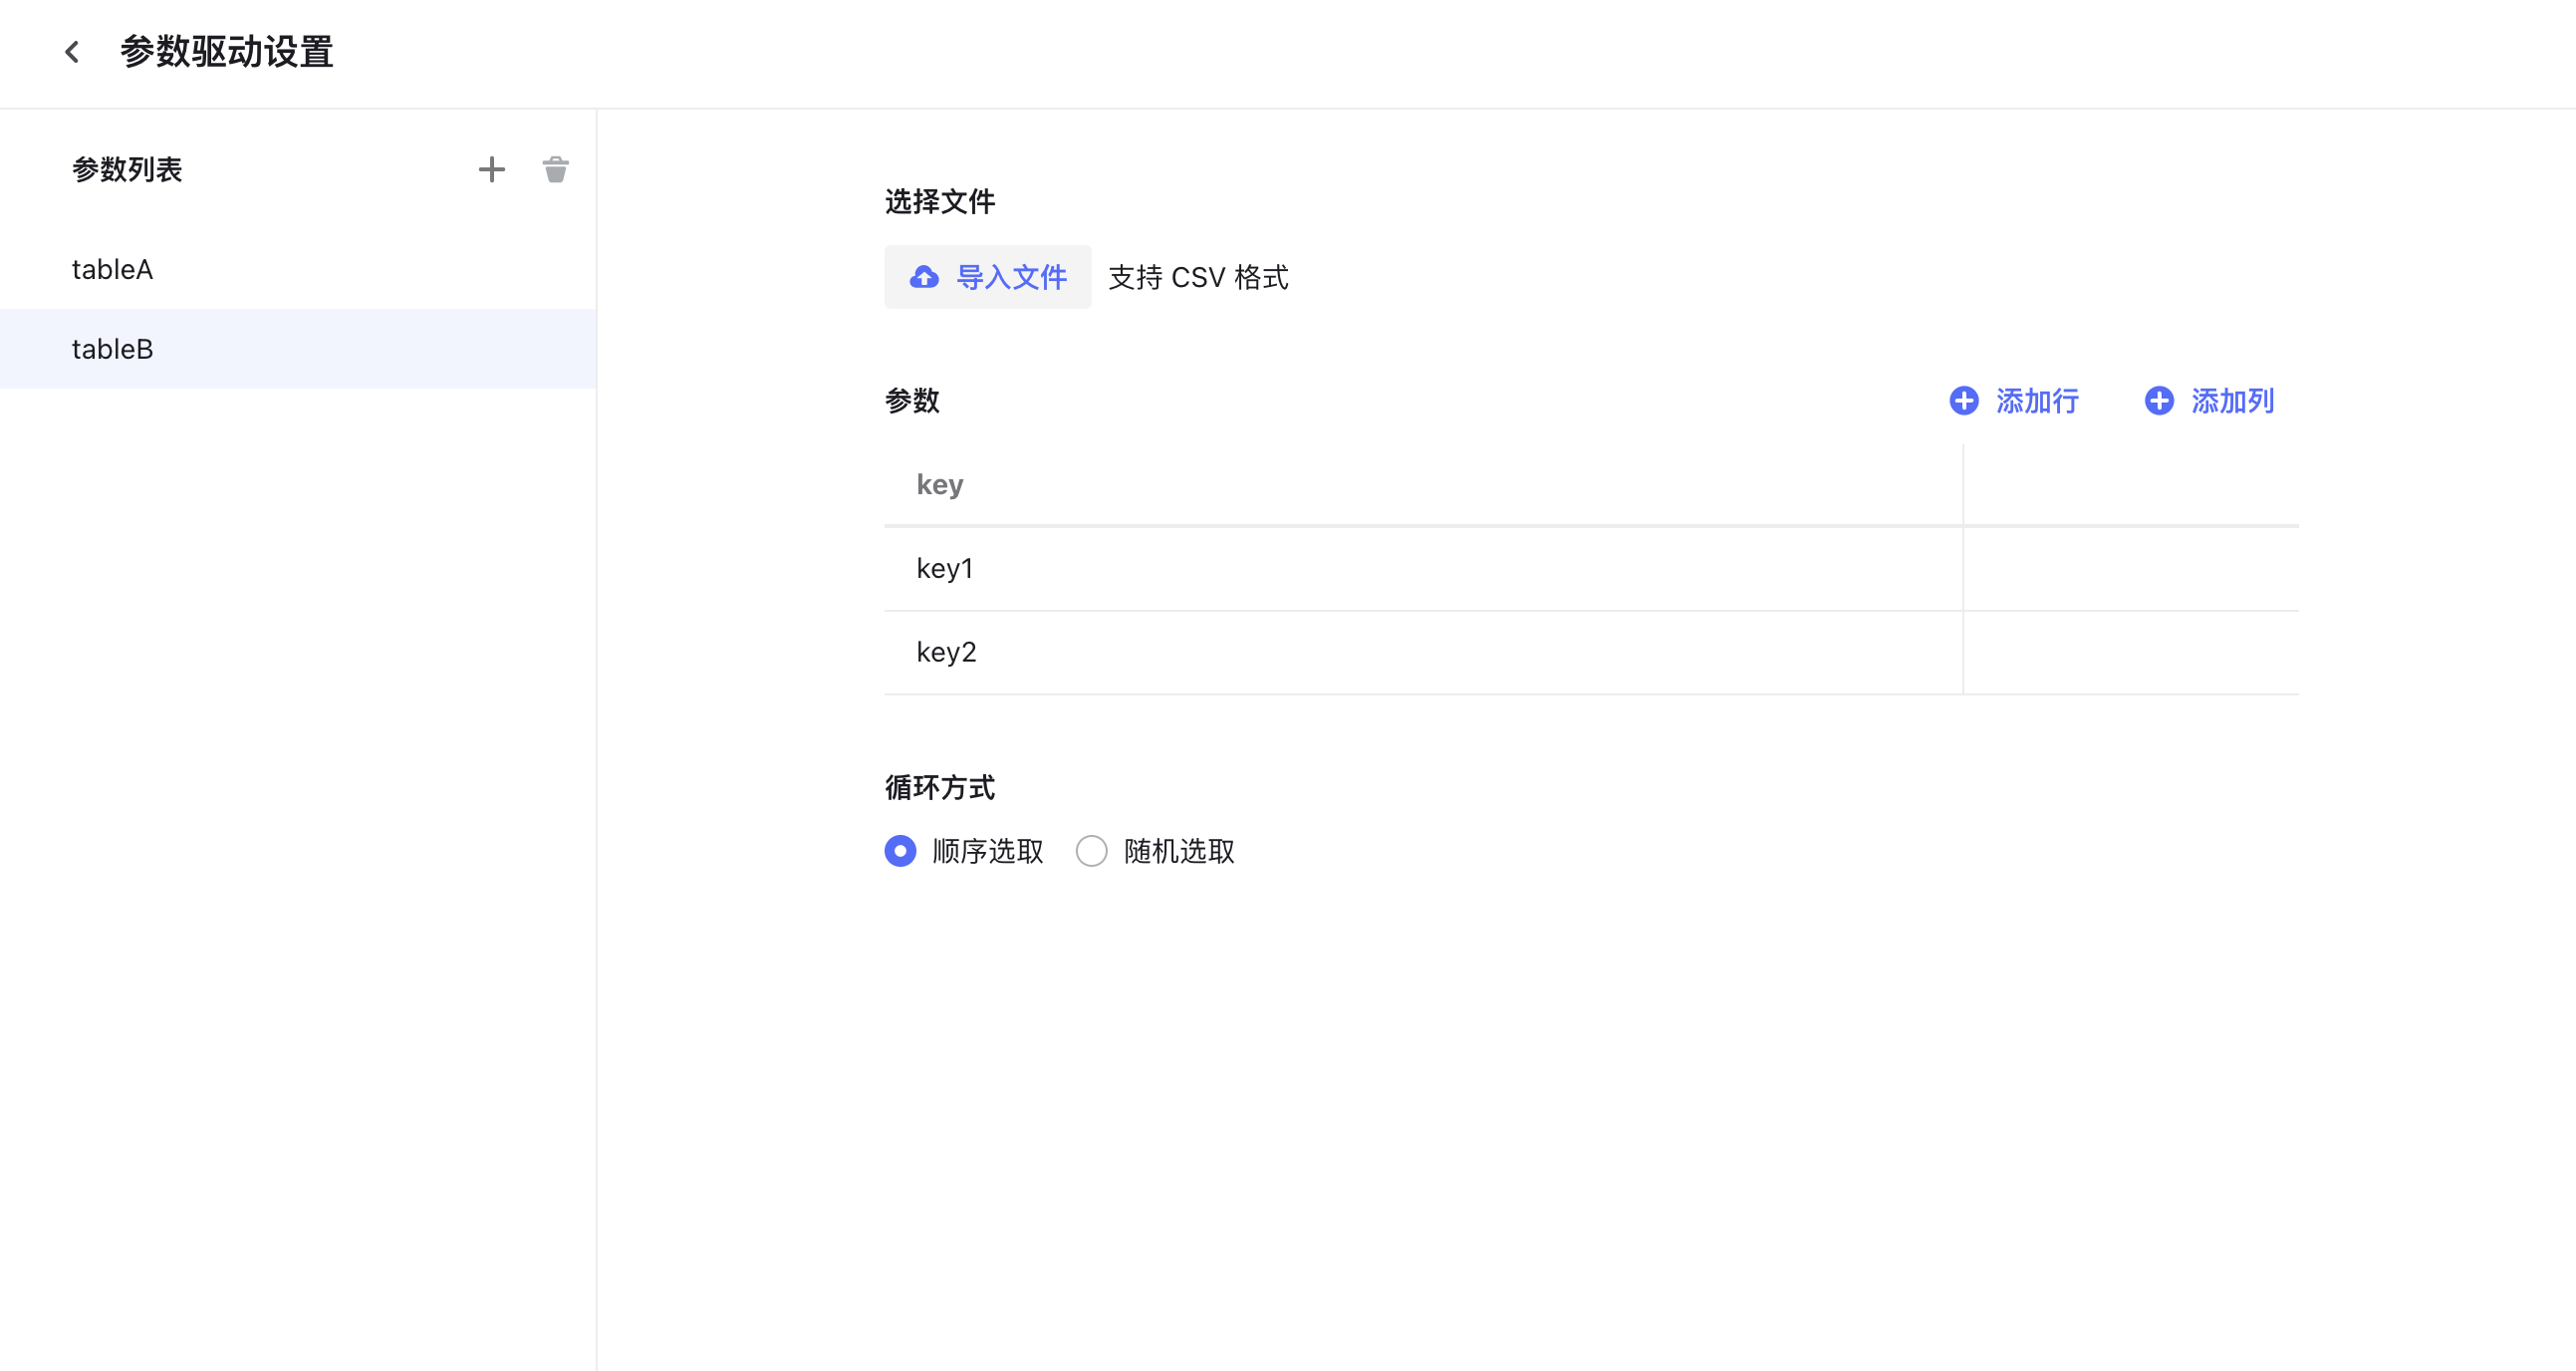 参数驱动设置
参数列表
tableA
tableB
选择文件
导入文件 支持 CSV 格式
参数 添加行 添加列
key
key1
key2
循环方式
顺序选取 随机选取